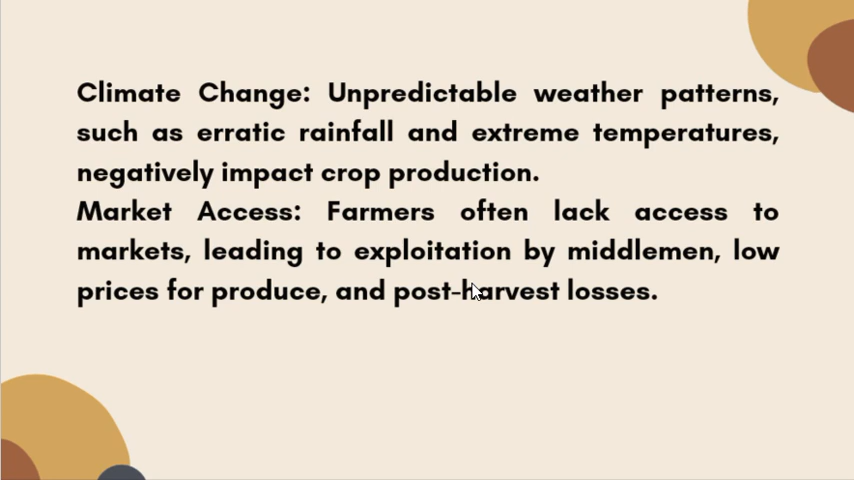 Climate Change: Unpredictable weather patterns,
such as erratic rainfall and extreme temperatures,
negatively impact crop production.
Market Access: Farmers often lack access to
markets, leading to exploitation by middlemen, low
prices for produce, and post-harvest losses.